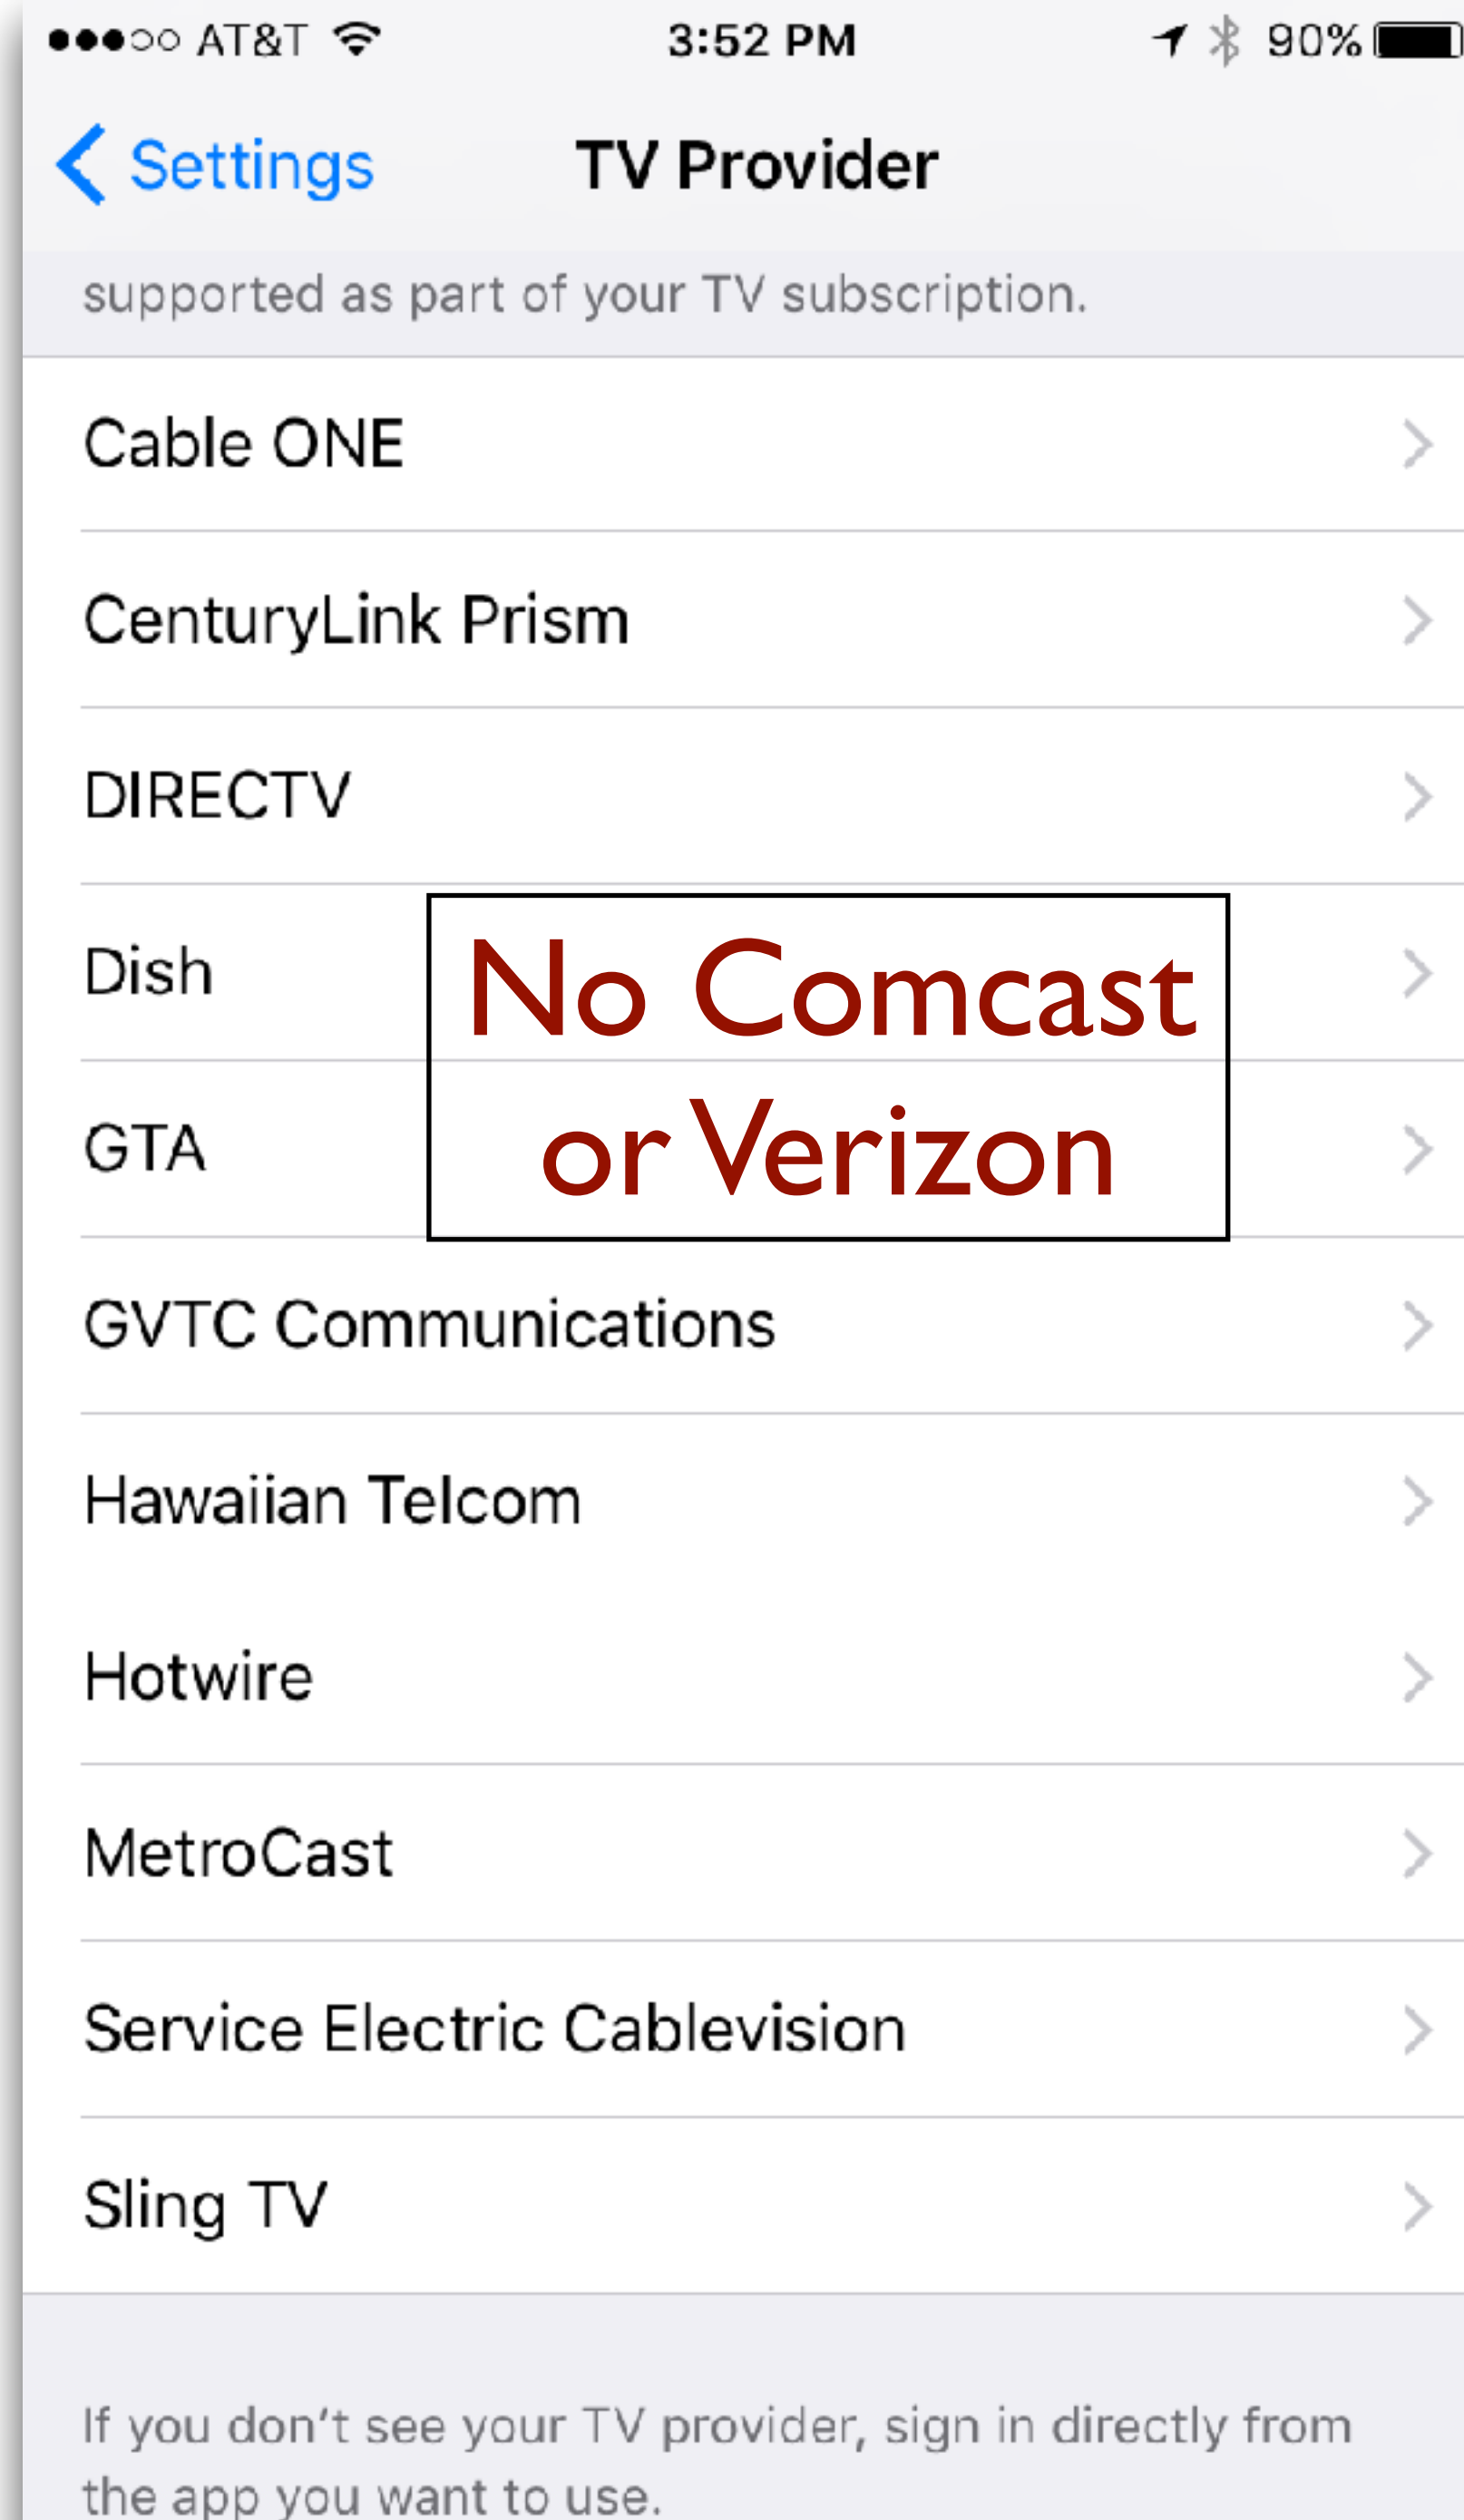 AT&T 3:52 PM 90%
Settings TV Provider
supported as part of your TV subscription.
Cable ONE
CenturyLink Prism
DIRECTV
Dish
No Comcast
or Verizon
GTA
GVTC Communications
Hawaiian Telcom
Hotwire
MetroCast
Service Electric Cablevision
Sling TV
If you don't see your TV provider, sign in directly from
the app you want to use.